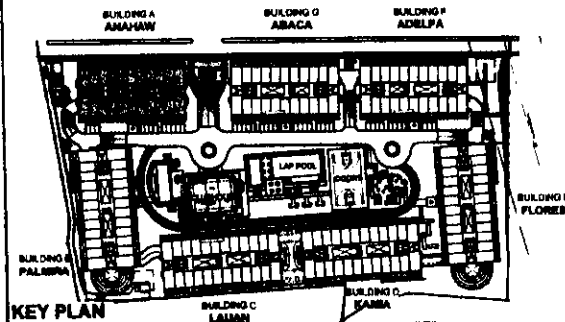 BUILDING A
ANAHAW
BUILDING G
ABACA
BUILDING F
ADELFA
LAP POOL
BUILDING
FLORES
BUILDING
PALMERA
BUILDING C
LAUAN
BUILDING D
KAMIA
KEY PLAN